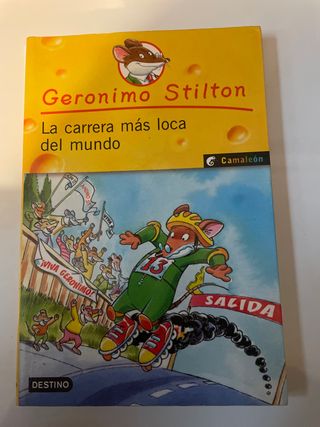 Geronimo Stilton
La carrera más loca
del mundo
Camaleón
¡VIVA GERONIMO!
13
SALIDA
DESTINO